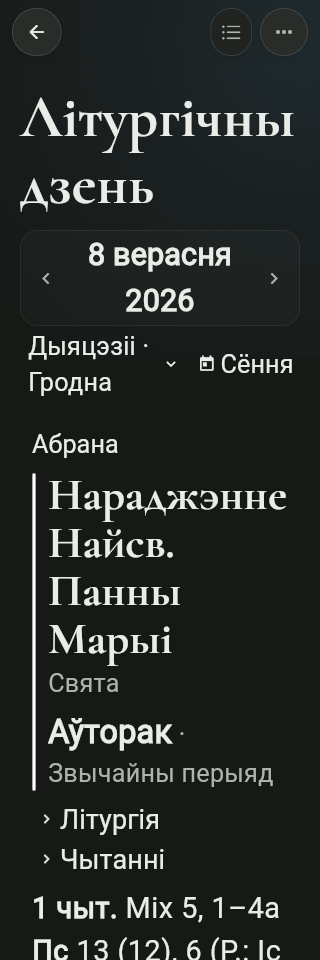 Літургічны
дзень
8 верасня
2026
Дыяцэзіі ·
Гродна
Сёння
Абрана
Нараджэнне
Найсв.
Панны
Марыі
Свята
Аўторак ·
Звычайны перыяд
Літургія
Чытанні
1 чыт. Міх 5, 1–4а
Пс 13 (12), 6 (Р.: Іс